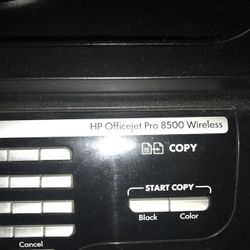 HP Officejet Pro 8500 Wireless
COPY
START COPY
Black Color
Cancel